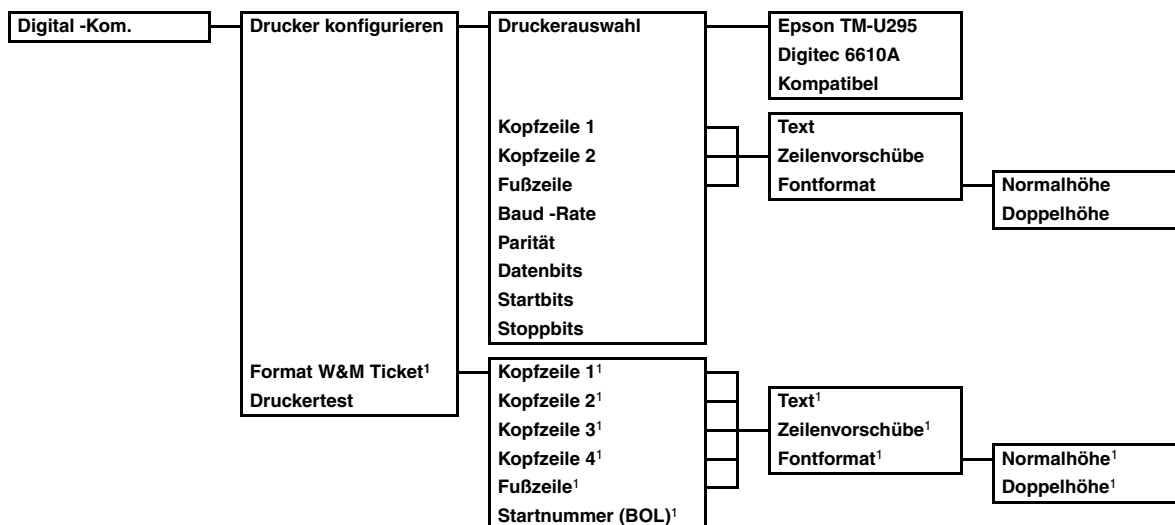 Digital -Kom.
Drucker konfigurieren
Druckerauswahl
Epson TM-U295
Digitec 6610A
Kompatibel
Kopfzeile 1
Kopfzeile 2
Fußzeile
Baud -Rate
Parität
Datenbits
Startbits
Stoppbits
Text
Zeilenvorschübe
Fontformat
Normalhöhe
Doppelhöhe
Format W&M Ticket¹
Druckertest
Kopfzeile 1¹
Kopfzeile 2¹
Kopfzeile 3¹
Kopfzeile 4¹
Fußzeile¹
Startnummer (BOL)¹
Text¹
Zeilenvorschübe¹
Fontformat¹
Normalhöhe¹
Doppelhöhe¹